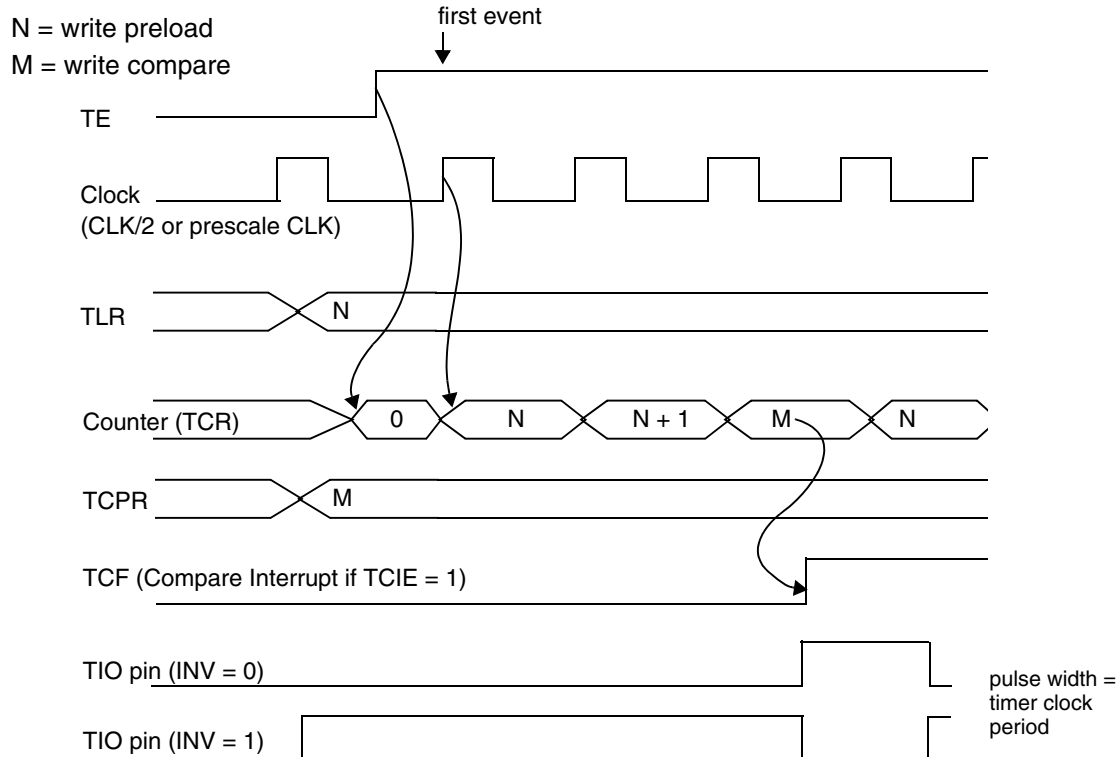 N = write preload
M = write compare
first event
TE
Clock
(CLK/2 or prescale CLK)
TLR
N
Counter (TCR)
0
N
N + 1
M
N
TCPR
M
TCF (Compare Interrupt if TCIE = 1)
TIO pin (INV = 0)
pulse width =
timer clock
period
TIO pin (INV = 1)